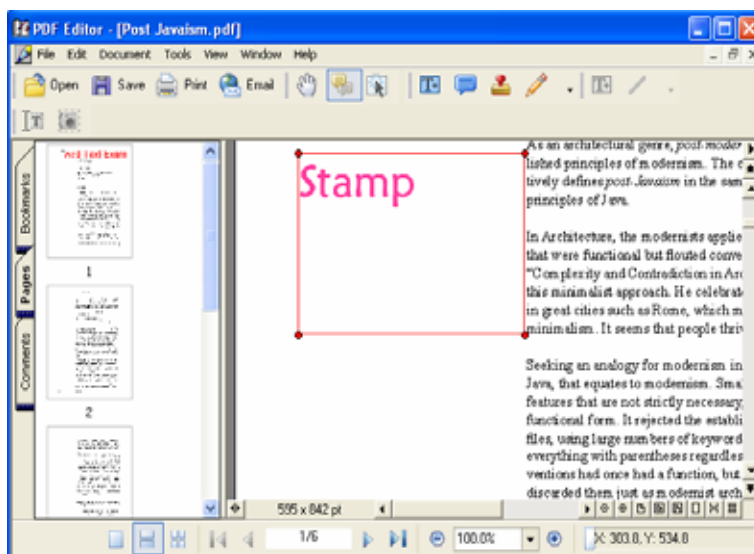 PDF Editor - [Post Javaism.pdf]
File Edit Document Tools View Window Help
Open Save Print Email
Bookmarks
Pages
Comments
1
2
Stamp
As an architectural genre, post-moder
lished principles of modernism. The c
tively defines post-Javaism in the sam
principles of Java.
In Architecture, the modernists applie
that were functional but flouted conve
"Complexity and Contradiction in Arc
this minimalist approach. He celebrat
in great cities such as Rome, which m
minimalism. It seems that people thriv
Seeking an analogy for modernism in
Java, that equates to modernism. Sma
features that are not strictly necessary,
functional form. It rejected the establi
files, using large numbers of keyword
everything with parentheses regardles
ventions had once had a function, but
discarded them just as modernist arch
595 x 842 pt
1/6
100.0%
X: 303.8, Y: 534.8